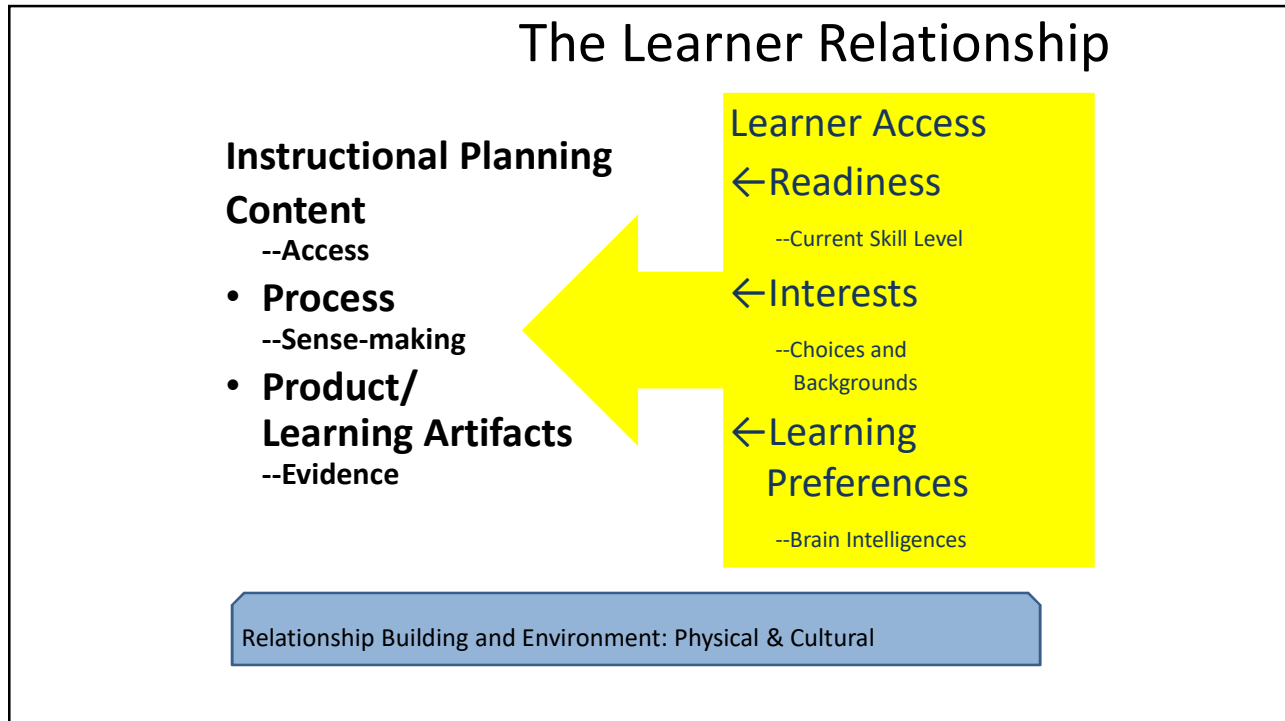 The Learner Relationship
Instructional Planning
Content
--Access
• Process
--Sense-making
• Product/
Learning Artifacts
--Evidence
Learner Access
←Readiness
--Current Skill Level
←Interests
--Choices and
Backgrounds
←Learning
Preferences
--Brain Intelligences
Relationship Building and Environment: Physical & Cultural